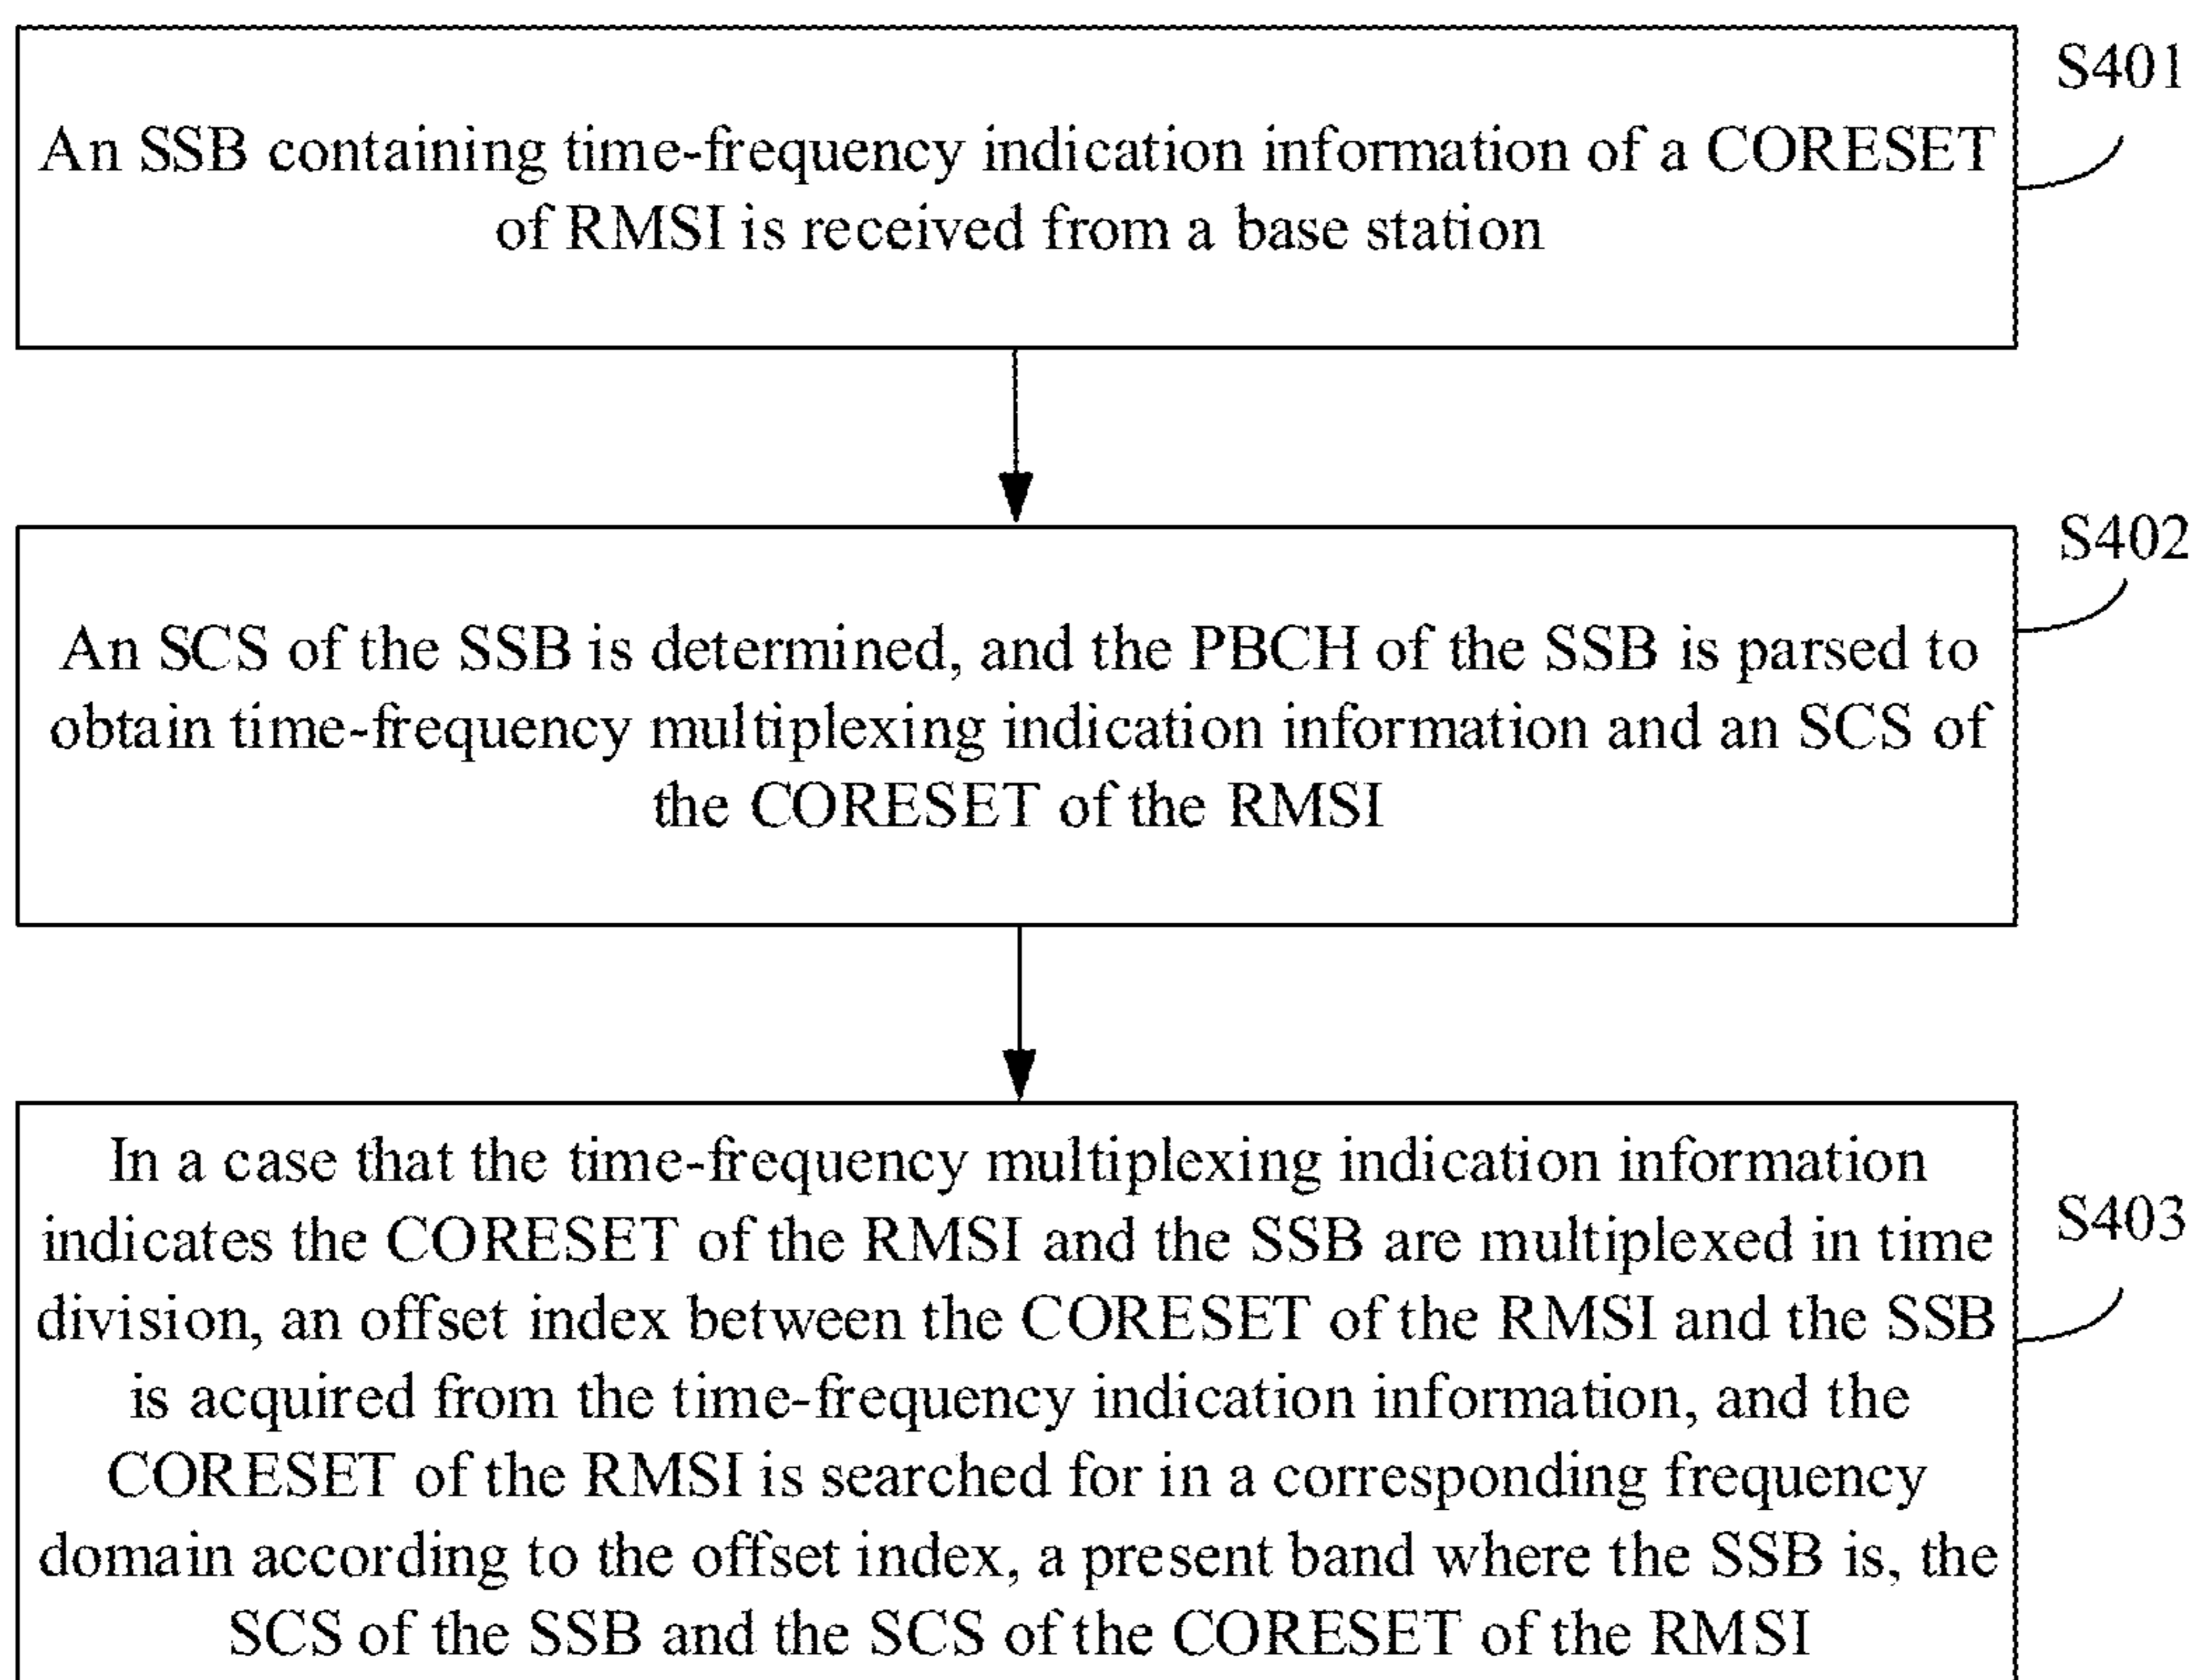 S401
An SSB containing time-frequency indication information of a CORESET
of RMSI is received from a base station
S402
An SCS of the SSB is determined, and the PBCH of the SSB is parsed to
obtain time-frequency multiplexing indication information and an SCS of
the CORESET of the RMSI
S403
In a case that the time-frequency multiplexing indication information
indicates the CORESET of the RMSI and the SSB are multiplexed in time
division, an offset index between the CORESET of the RMSI and the SSB
is acquired from the time-frequency indication information, and the
CORESET of the RMSI is searched for in a corresponding frequency
domain according to the offset index, a present band where the SSB is, the
SCS of the SSB and the SCS of the CORESET of the RMSI